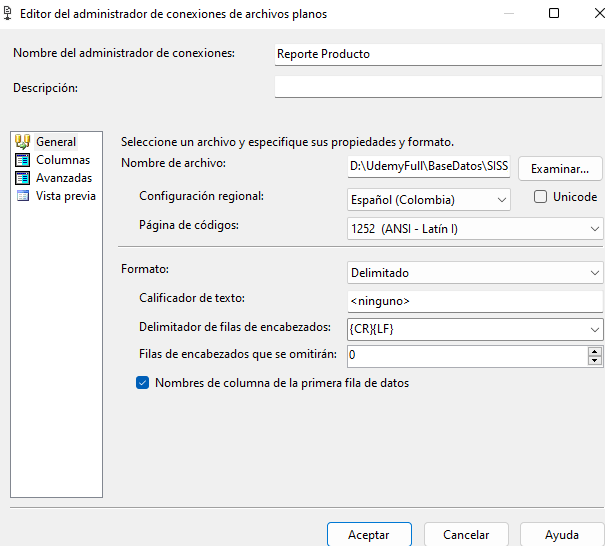 Editor del administrador de conexiones de archivos planos
Nombre del administrador de conexiones: Reporte Producto
Descripción:
General
Columnas
Avanzadas
Vista previa
Seleccione un archivo y especifique sus propiedades y formato.
Nombre de archivo: D:\UdemyFull\BaseDatos\SISS Examinar...
Configuración regional: Español (Colombia) Unicode
Página de códigos: 1252 (ANSI - Latín I)
Formato: Delimitado
Calificador de texto: <ninguno>
Delimitador de filas de encabezados: {CR}{LF}
Filas de encabezados que se omitirán: 0
Nombres de columna de la primera fila de datos
Aceptar Cancelar Ayuda